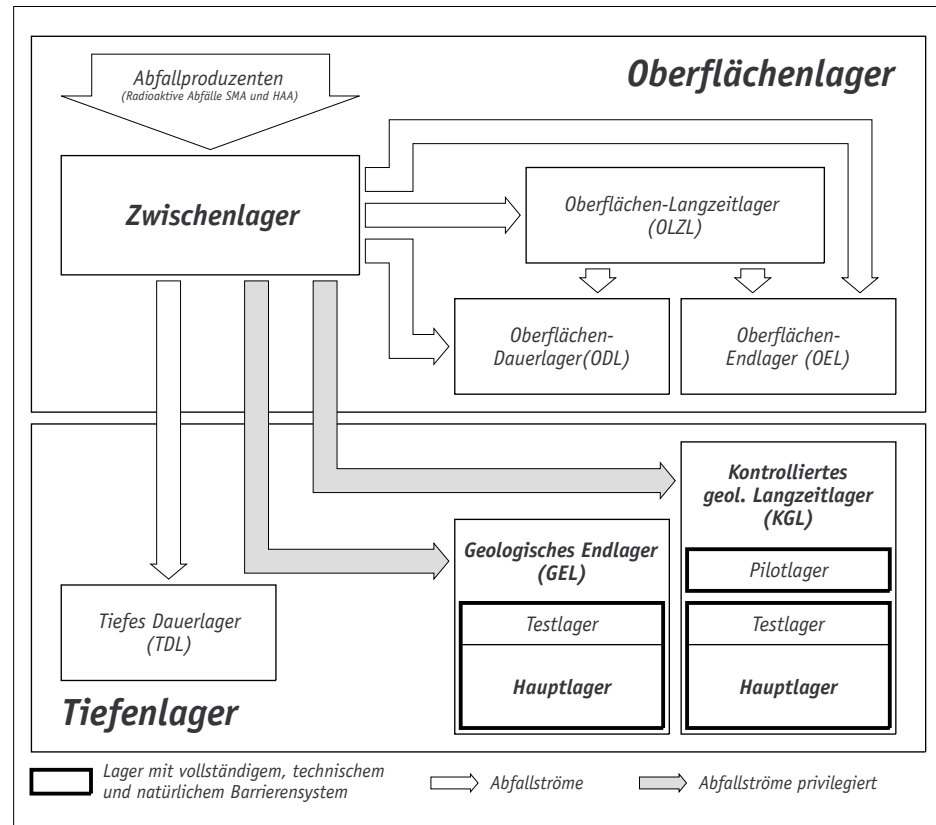 Oberflächenlager
Abfallproduzenten
(Radioaktive Abfälle SMA und HAA)
Zwischenlager
Oberflächen-Langzeitlager
(OLZL)
Oberflächen-
Dauerlager(ODL)
Oberflächen-
Endlager (OEL)
Kontrolliertes
geol. Langzeitlager
(KGL)
Pilotlager
Testlager
Hauptlager
Geologisches Endlager
(GEL)
Testlager
Hauptlager
Tiefes Dauerlager
(TDL)
Tiefenlager
Lager mit vollständigem, technischem
und natürlichem Barrierensystem
Abfallströme
Abfallströme privilegiert